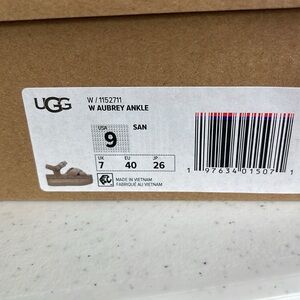 UGG
W / 1152711
W AUBREY ANKLE
USA
9
SAN
UK EU JP
7 40 26
MADE IN VIETNAM
FABRIQUÉ AU VIETNAM
1 97634 01507 1